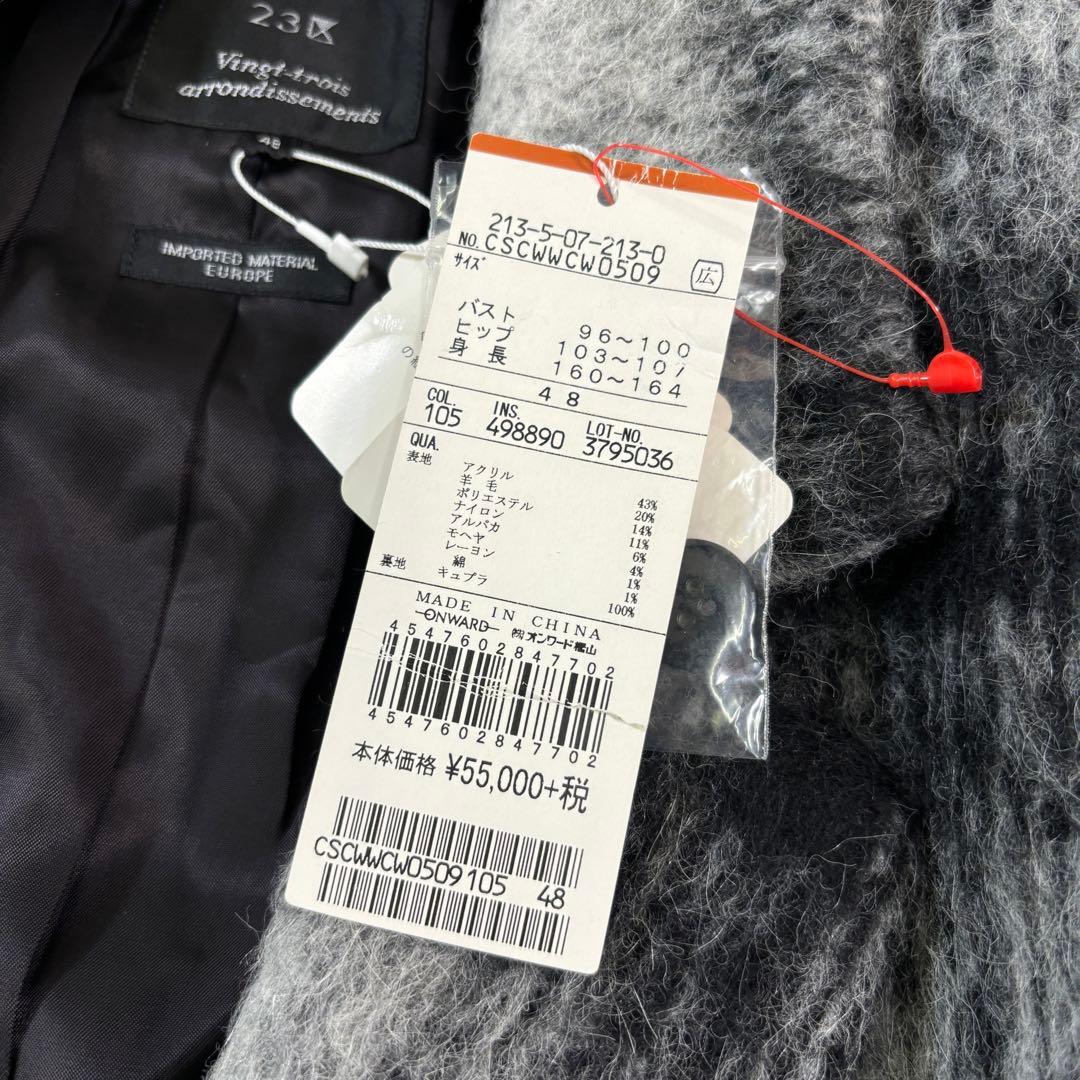 23区
Vingt-trois
arrondissements
48
IMPORTED MATERIAL
EUROPE
213-5-07-213-0
NO. CSCWWCW0509
広
サイズ
バスト 96～100
ヒップ 103～107
身長 160～164
48
COL. INS. LOT-NO.
105 498890 3795036
QUA.
表地 アクリル 43%
羊毛 20%
ポリエステル 14%
ナイロン 11%
アルパカ 6%
モヘヤ 4%
レーヨン 1%
綿 1%
裏地 キュプラ 100%
MADE IN CHINA
ONWARD ㈱オンワード樫山
4547602847702
4547602847702
本体価格 ¥55,000+税
CSCWWCW0509105 48